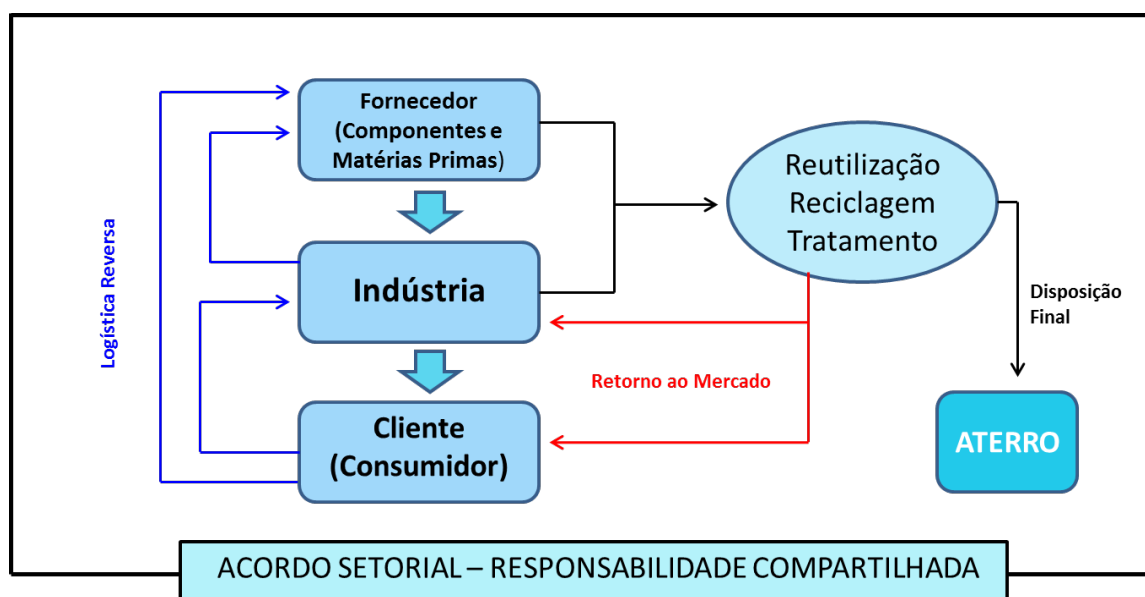 Fornecedor
(Componentes e
Matérias Primas)
Reutilização
Reciclagem
Tratamento
Logística Reversa
Indústria
Disposição
Final
Retorno ao Mercado
Cliente
(Consumidor)
ATERRO
ACORDO SETORIAL – RESPONSABILIDADE COMPARTILHADA